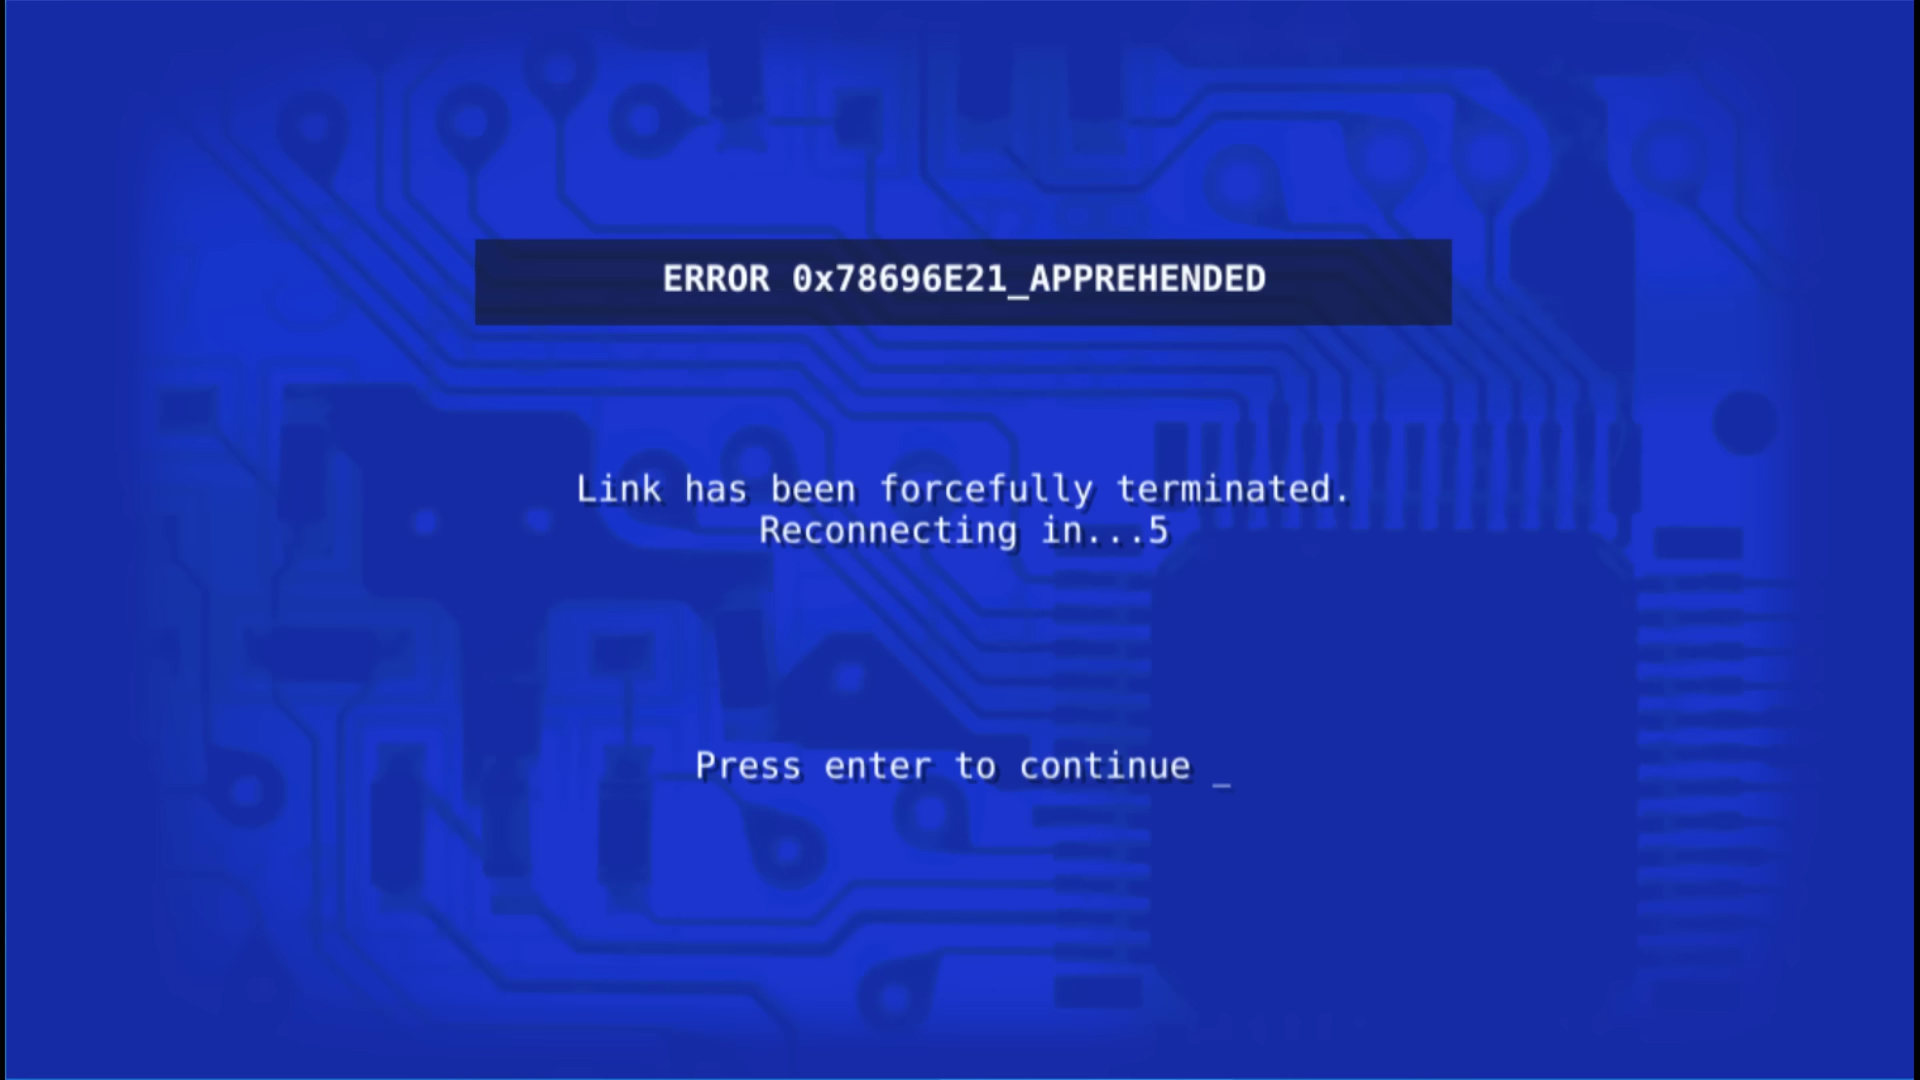 ERROR 0x78696E21_APPREHENDED
Link has been forcefully terminated.
Reconnecting in...5
Press enter to continue _